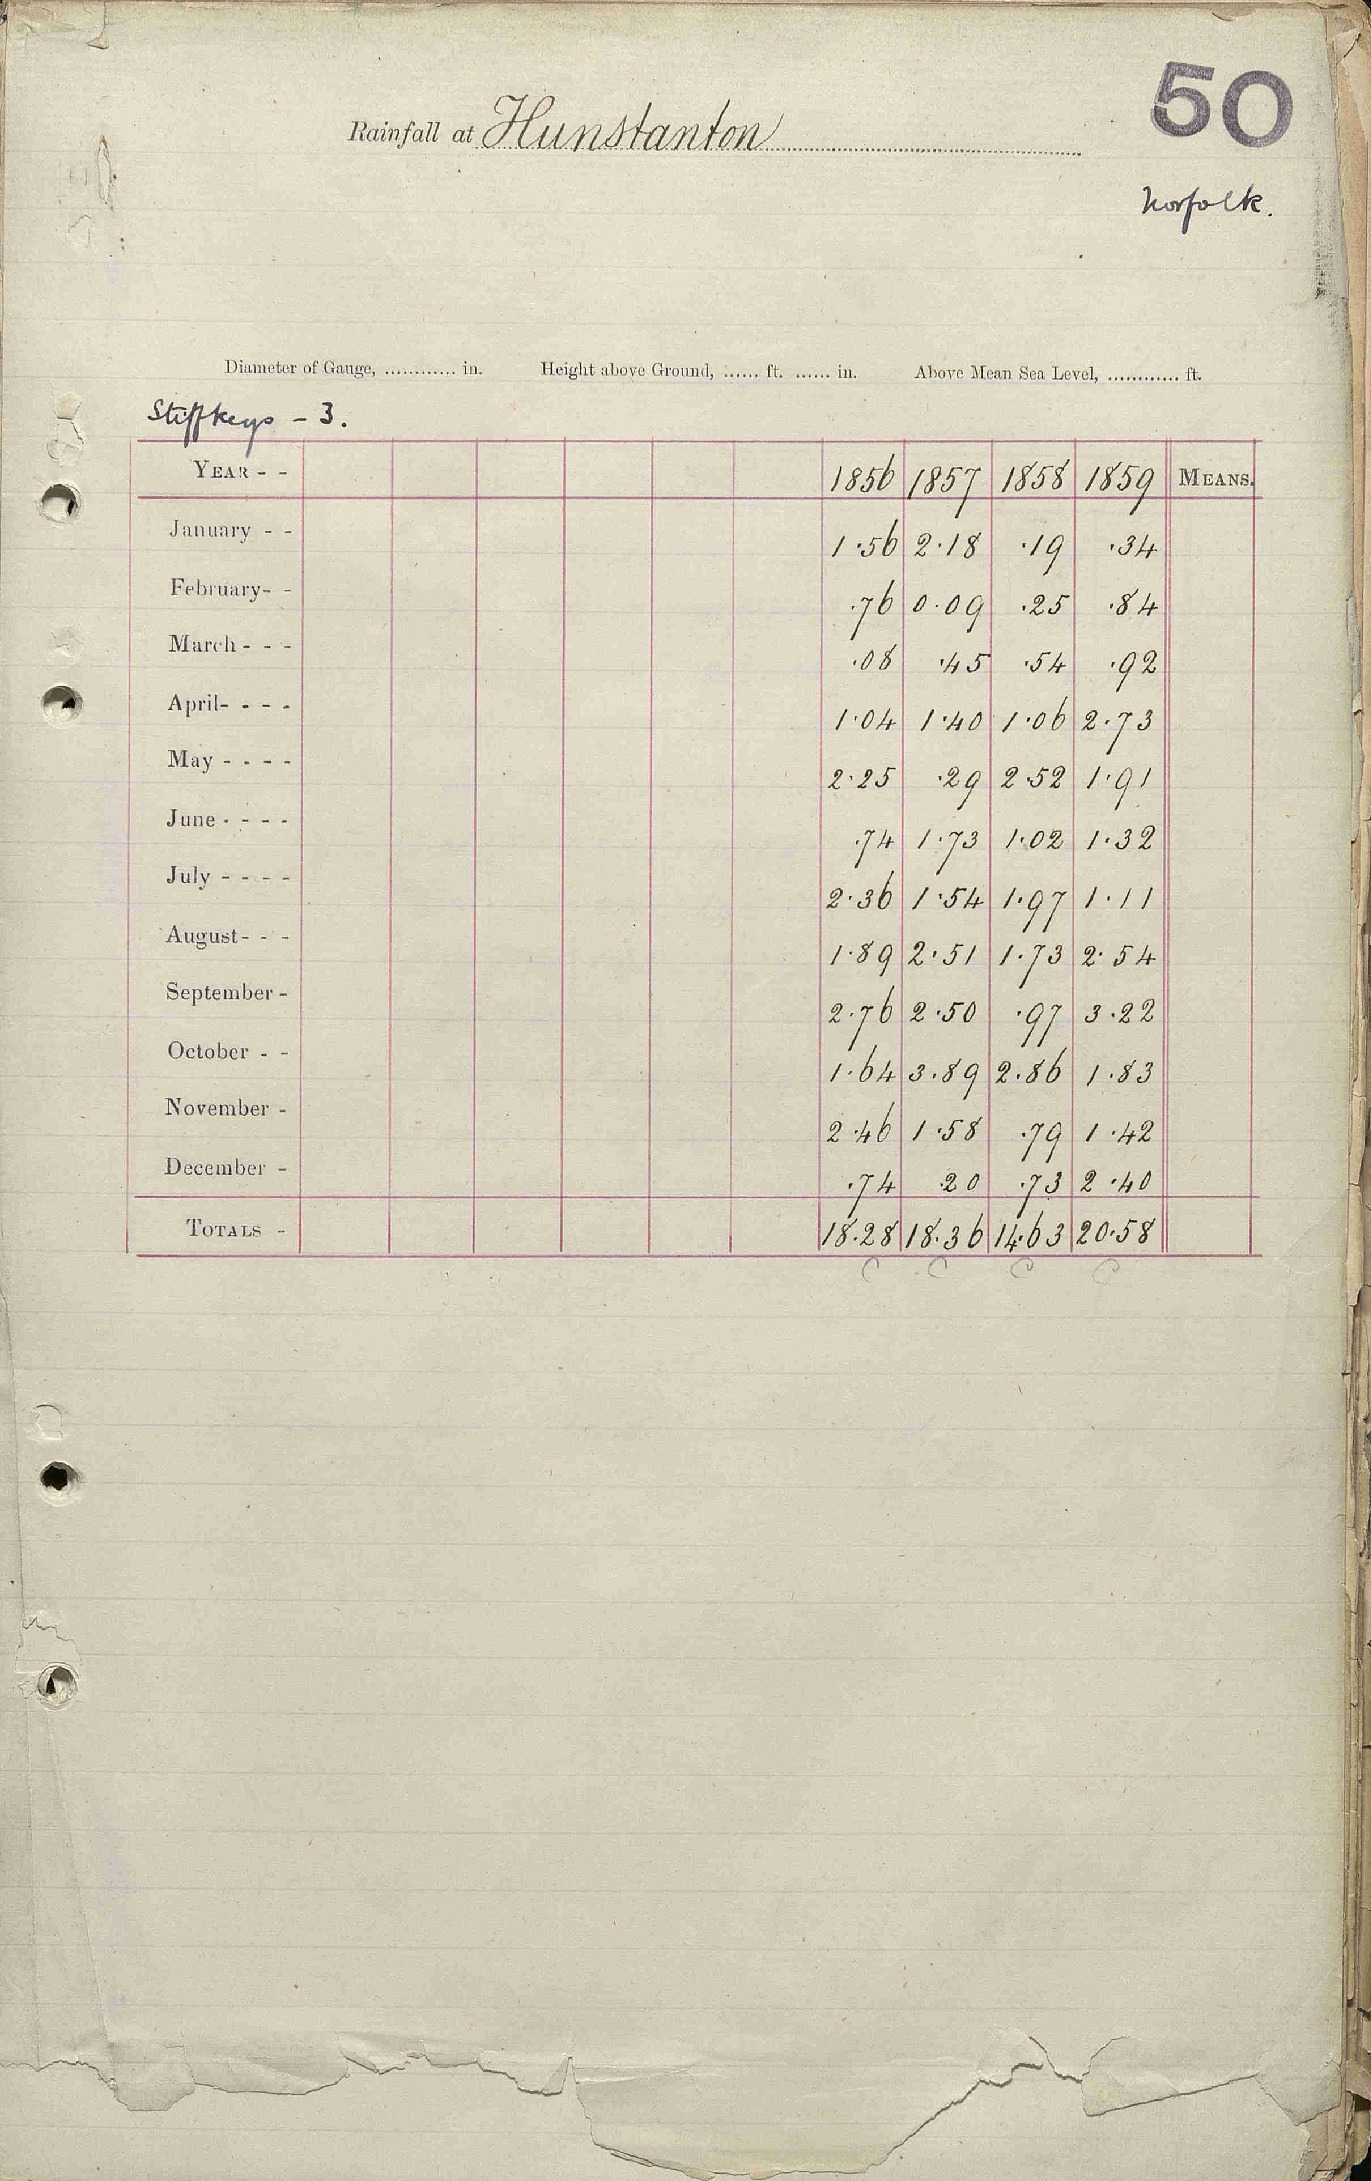 50
Rainfall at Hunstanton
Norfolk.
Diameter of Gauge, ............ in. Height above Ground, ...... ft. ...... in. Above Mean Sea Level, ............ ft.
Stiffkeys - 3.
YEAR - - 1856 1857 1858 1859 MEANS.
January - - 1.56 2.18 .19 .34
February- - .76 0.09 .25 .84
March - - - .08 .45 .54 .92
April- - - - 1.04 1.40 1.06 2.73
May - - - - 2.25 .29 2.52 1.91
June - - - - .74 1.73 1.02 1.32
July - - - - 2.36 1.54 1.97 1.11
August- - - 1.89 2.51 1.73 2.54
September - 2.76 2.50 .97 3.22
October - - 1.64 3.89 2.86 1.83
November - 2.46 1.58 .79 1.42
December - .74 .20 .73 2.40
TOTALS - 18.28 18.36 14.63 20.58
C C C C